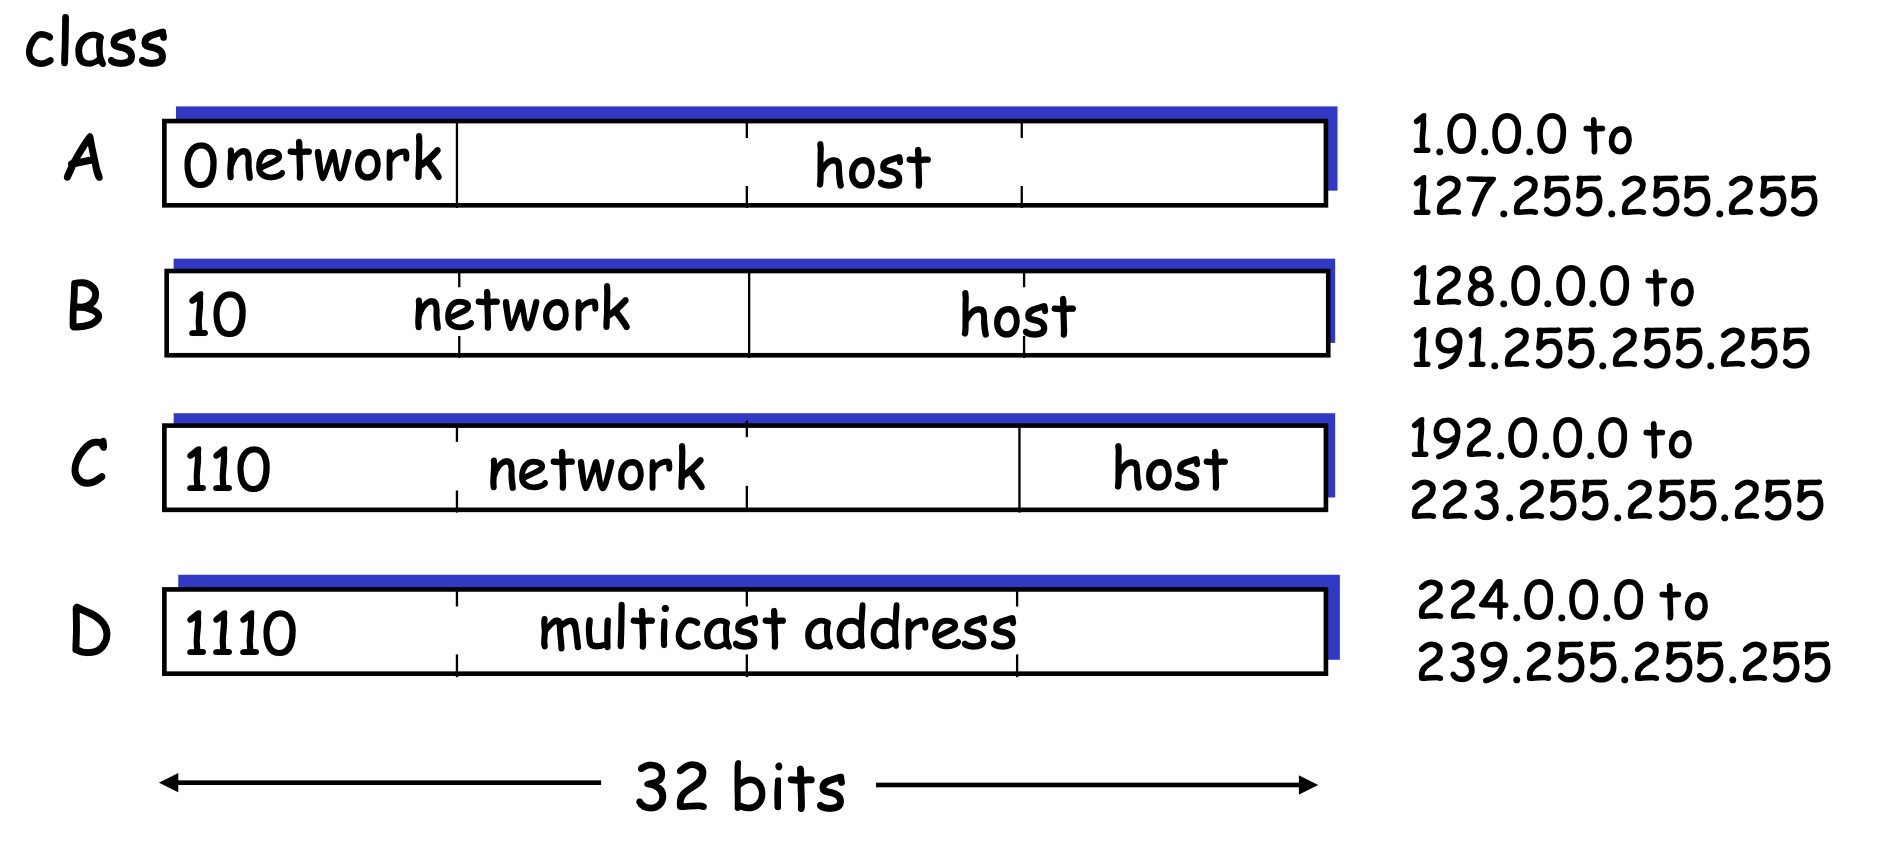 class
A
0 network host
1.0.0.0 to
127.255.255.255
B
10 network host
128.0.0.0 to
191.255.255.255
C
110 network host
192.0.0.0 to
223.255.255.255
D
1110 multicast address
224.0.0.0 to
239.255.255.255
32 bits